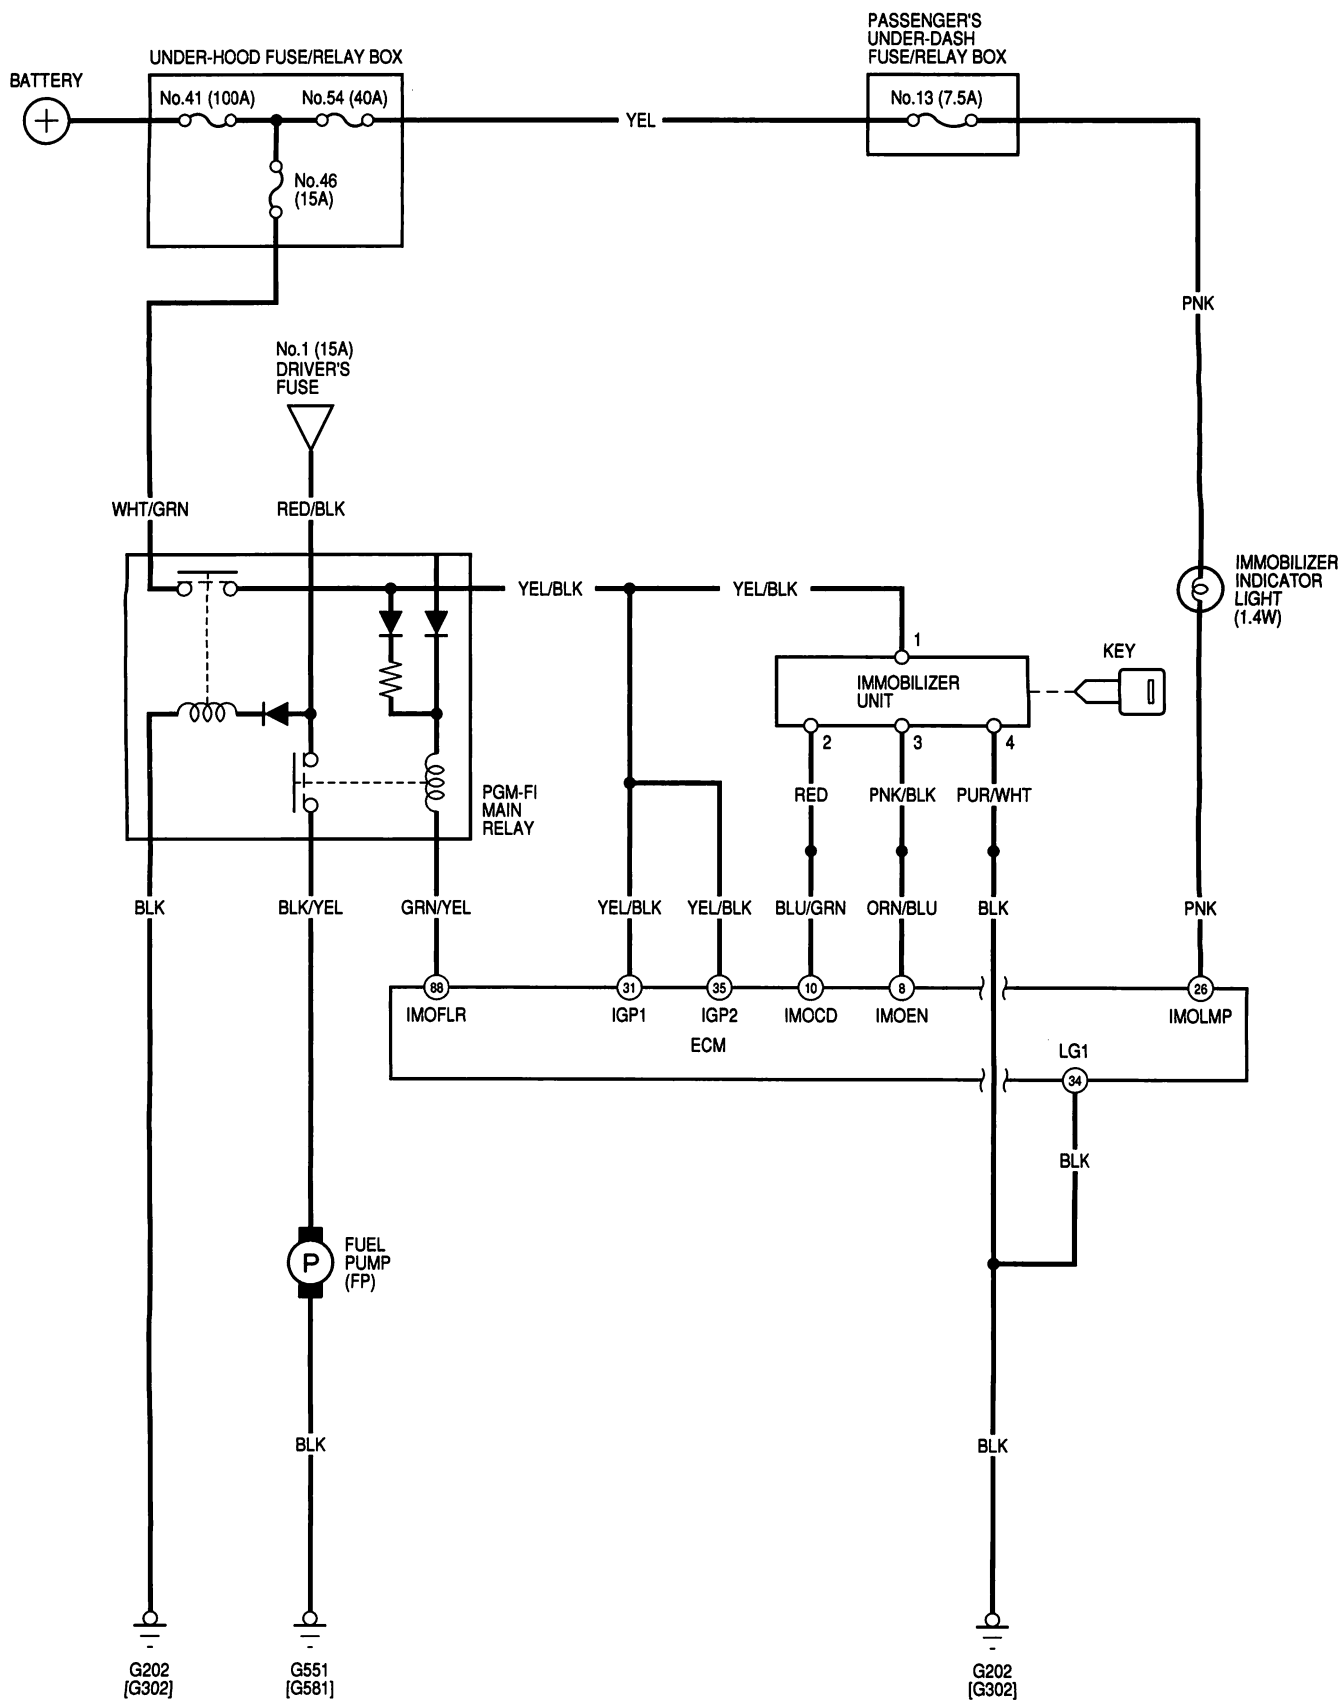 PASSENGER'S
UNDER-DASH
FUSE/RELAY BOX
UNDER-HOOD FUSE/RELAY BOX
BATTERY
No.41 (100A)
No.54 (40A)
No.13 (7.5A)
YEL
No.46
(15A)
PNK
No.1 (15A)
DRIVER'S
FUSE
WHT/GRN
RED/BLK
YEL/BLK
YEL/BLK
IMMOBILIZER
INDICATOR
LIGHT
(1.4W)
1
KEY
IMMOBILIZER
UNIT
2
3
4
PGM-FI
MAIN
RELAY
RED
PNK/BLK
PUR/WHT
BLK
BLK/YEL
GRN/YEL
YEL/BLK
YEL/BLK
BLU/GRN
ORN/BLU
BLK
PNK
88
31
35
10
8
26
IMOFLR
IGP1
IGP2
IMOCD
IMOEN
IMOLMP
ECM
LG1
34
BLK
P
FUEL
PUMP
(FP)
BLK
BLK
G202
[G302]
G551
[G581]
G202
[G302]